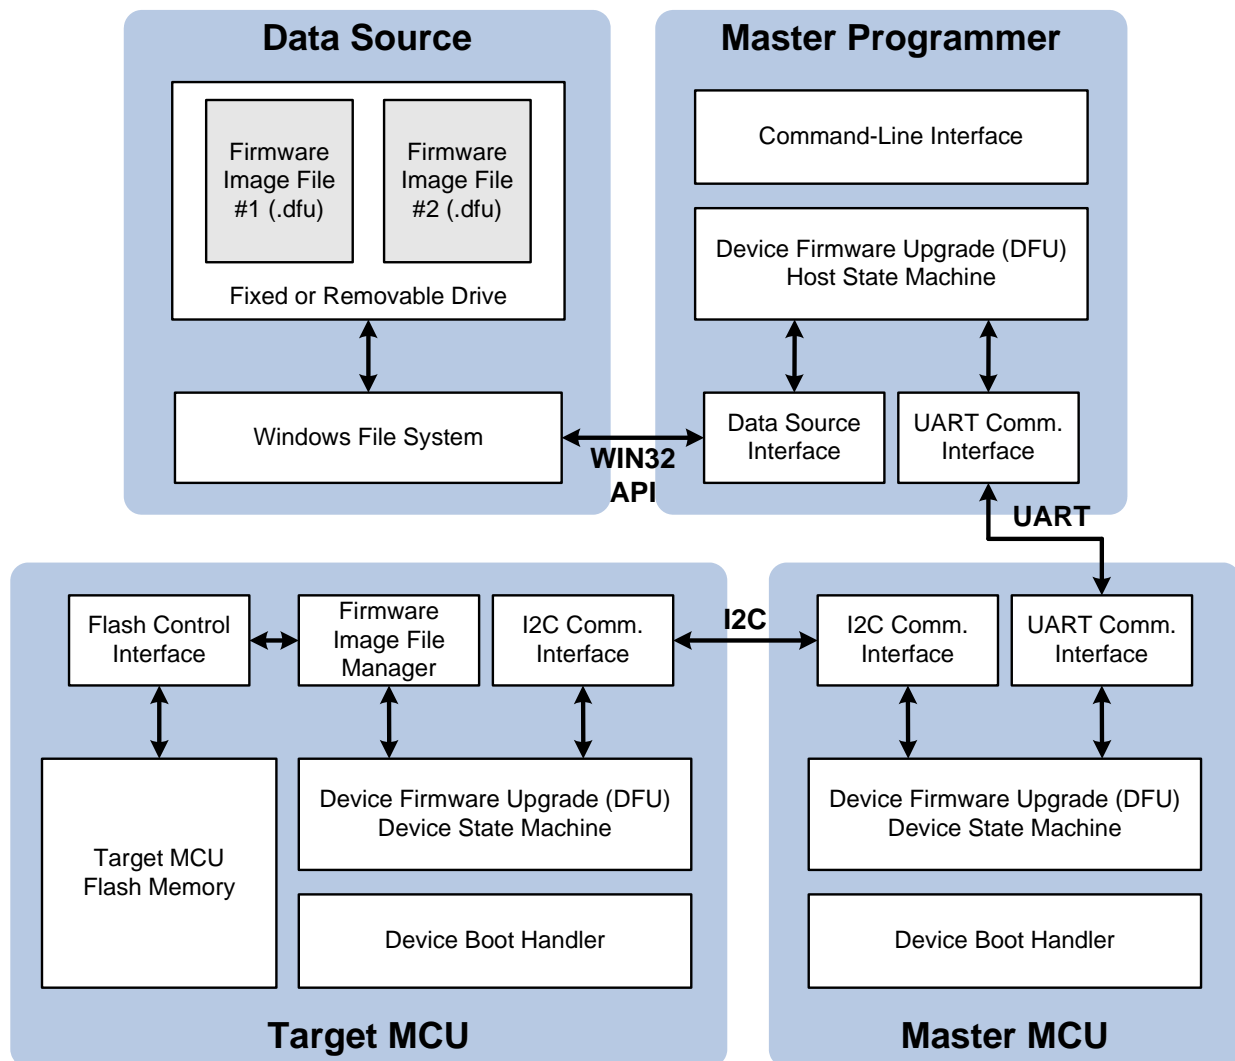 Data Source
Firmware
Image File
#1 (.dfu)
Firmware
Image File
#2 (.dfu)
Fixed or Removable Drive
Windows File System
WIN32
API
Master Programmer
Command-Line Interface
Device Firmware Upgrade (DFU)
Host State Machine
Data Source
Interface
UART Comm.
Interface
UART
Flash Control
Interface
Firmware
Image File
Manager
I2C Comm.
Interface
I2C
Target MCU
Flash Memory
Device Firmware Upgrade (DFU)
Device State Machine
Device Boot Handler
Target MCU
I2C Comm.
Interface
UART Comm.
Interface
Device Firmware Upgrade (DFU)
Device State Machine
Device Boot Handler
Master MCU